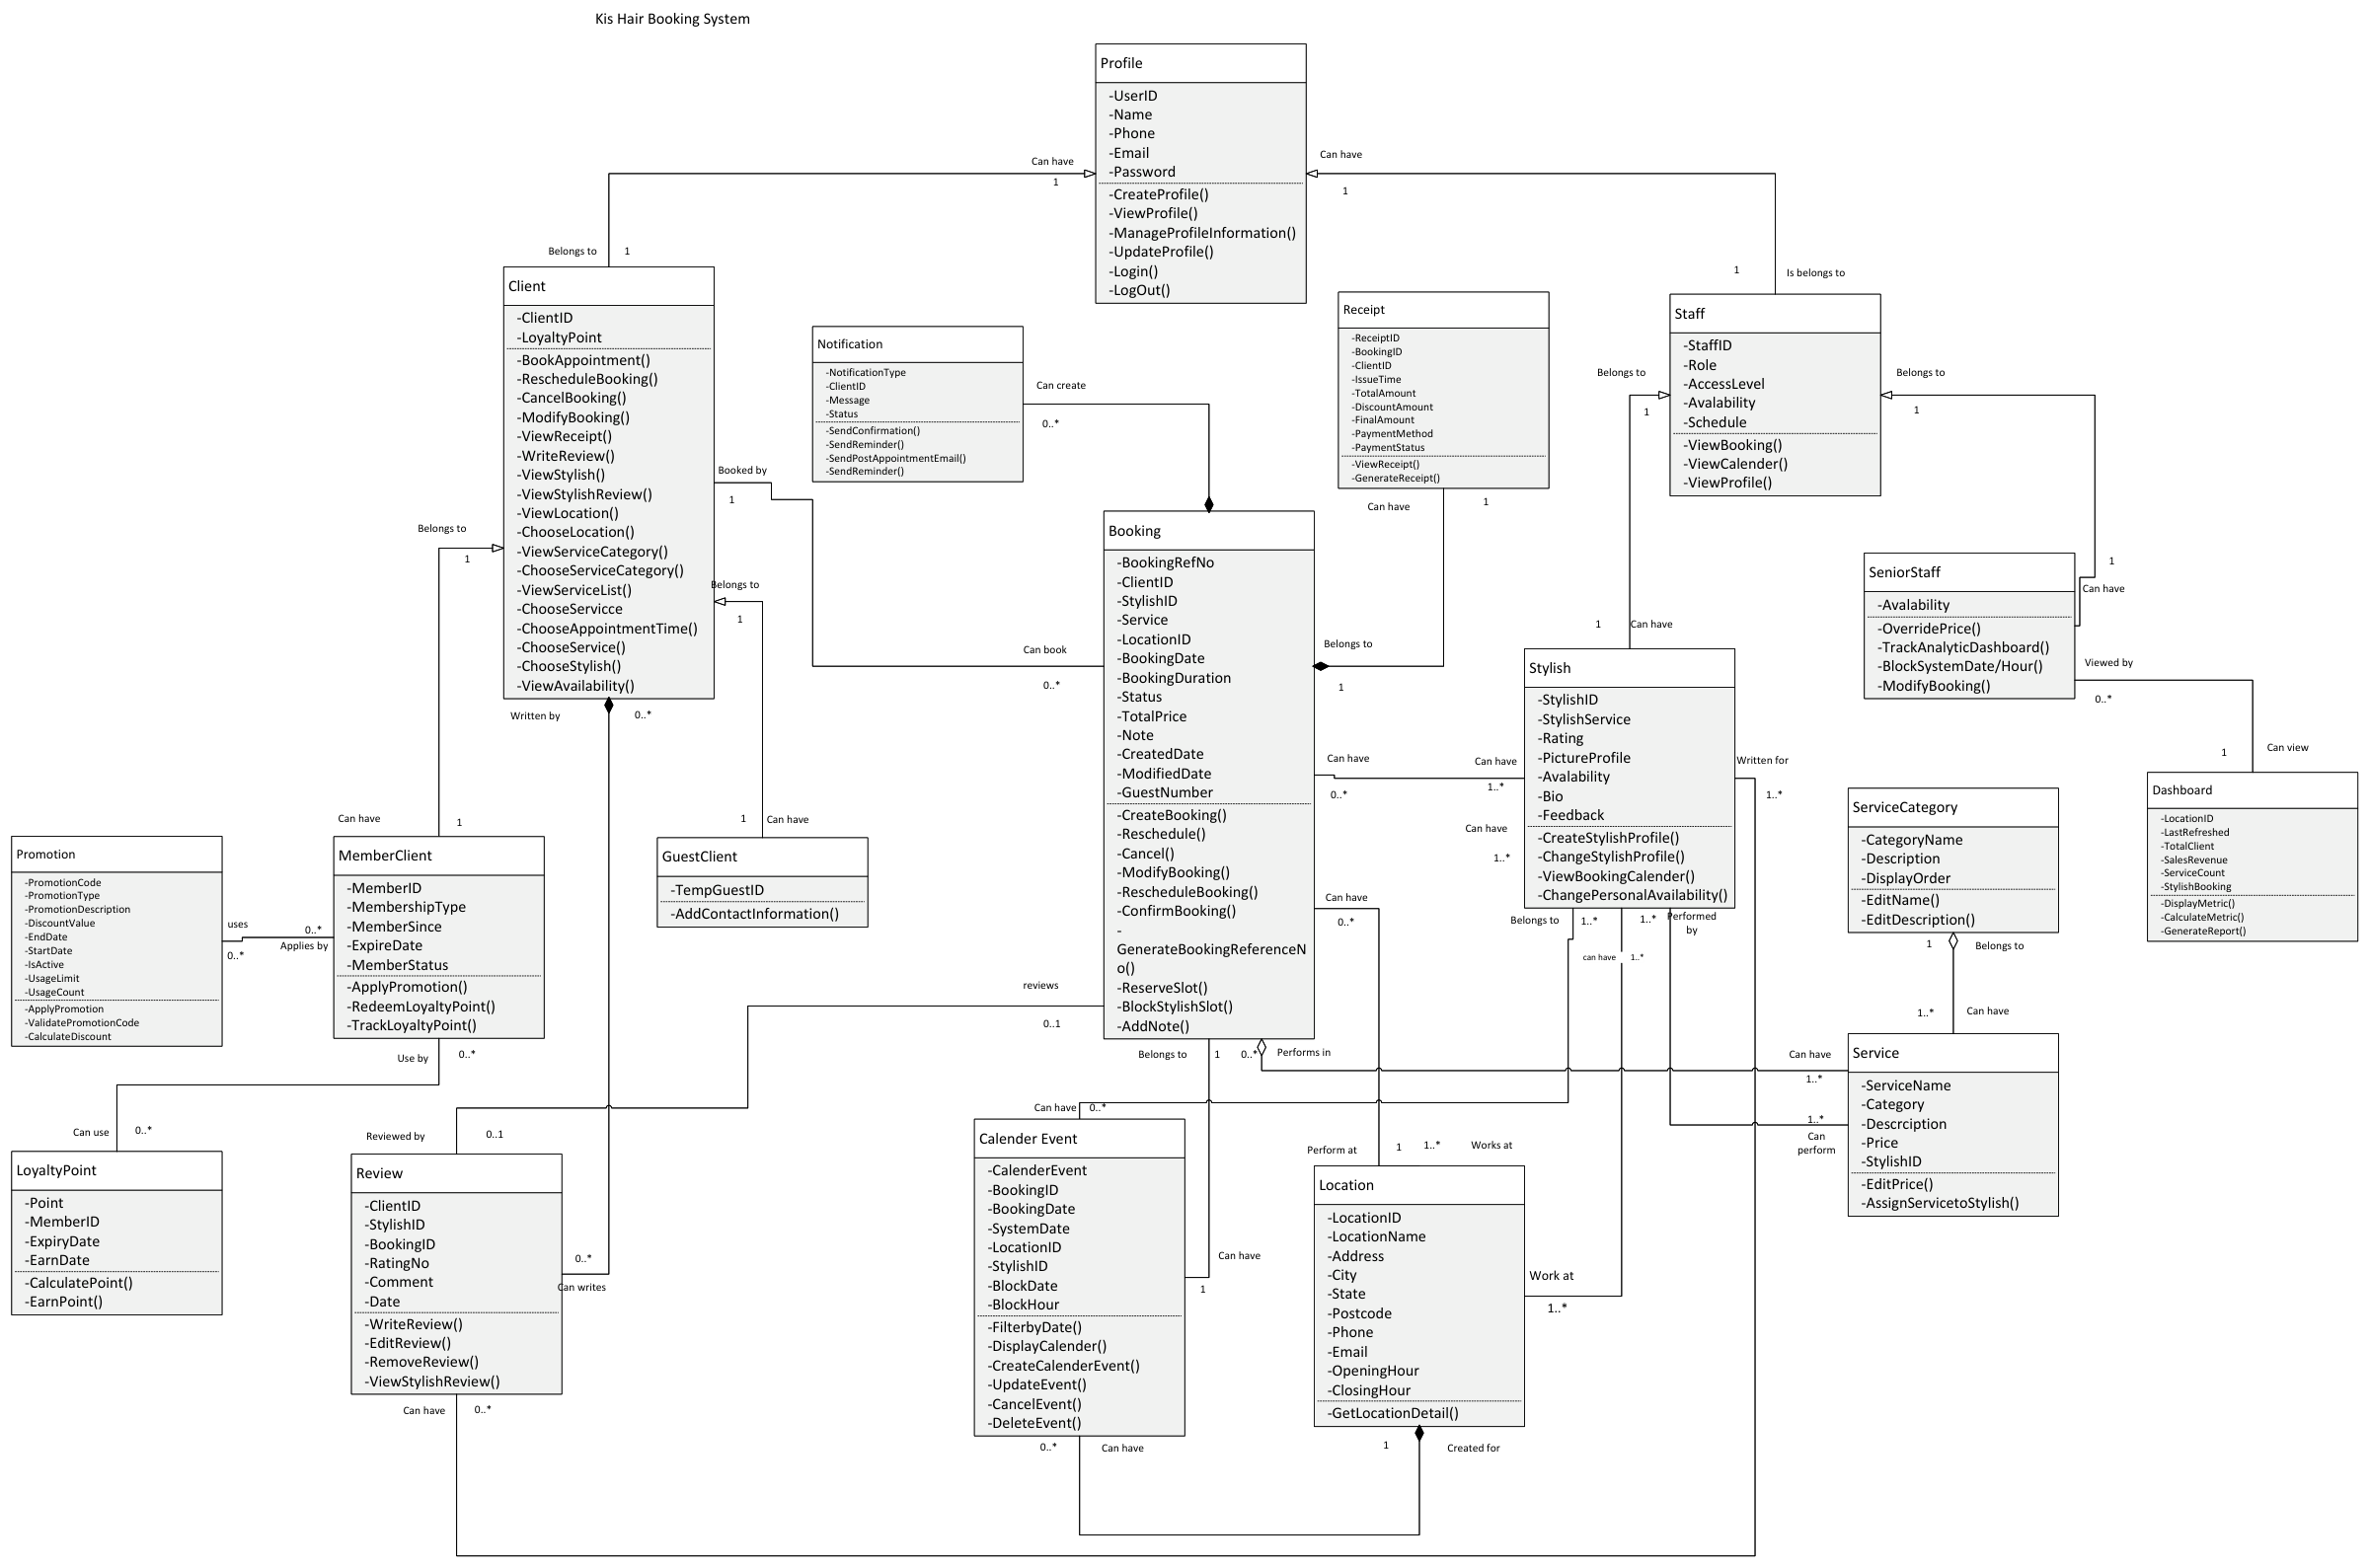 Kis Hair Booking System
Profile
-UserID
-Name
-Phone
-Email
-Password
-CreateProfile()
-ViewProfile()
-ManageProfileInformation()
-UpdateProfile()
-Login()
-LogOut()
Can have
1
Can have
1
Belongs to
1
1
Is belongs to
Client
-ClientID
-LoyaltyPoint
-BookAppointment()
-RescheduleBooking()
-CancelBooking()
-ModifyBooking()
-ViewReceipt()
-WriteReview()
-ViewStylish()
-ViewStylishReview()
-ViewLocation()
-ChooseLocation()
-ViewServiceCategory()
-ChooseServiceCategory()
-ViewServiceList()
-ChooseServicce
-ChooseAppointmentTime()
-ChooseService()
-ChooseStylish()
-ViewAvailability()
Notification
-NotificationType
-ClientID
-Message
-Status
-SendConfirmation()
-SendReminder()
-SendPostAppointmentEmail()
-SendReminder()
Can create
0..*
Receipt
-ReceiptID
-BookingID
-ClientID
-IssueTime
-TotalAmount
-DiscountAmount
-FinalAmount
-PaymentMethod
-PaymentStatus
-ViewReceipt()
-GenerateReceipt()
Can have
1
Staff
-StaffID
-Role
-AccessLevel
-Avalability
-Schedule
-ViewBooking()
-ViewCalender()
-ViewProfile()
Belongs to
1
Belongs to
1
Booked by
1
Belongs to
1
Belongs to
1
Booking
-BookingRefNo
-ClientID
-StylishID
-Service
-LocationID
-BookingDate
-BookingDuration
-Status
-TotalPrice
-Note
-CreatedDate
-ModifiedDate
-GuestNumber
-CreateBooking()
-Reschedule()
-Cancel()
-ModifyBooking()
-RescheduleBooking()
-ConfirmBooking()
-
GenerateBookingReferenceN
o()
-ReserveSlot()
-BlockStylishSlot()
-AddNote()
Can book
0..*
Belongs to
1
SeniorStaff
-Avalability
-OverridePrice()
-TrackAnalyticDashboard()
-BlockSystemDate/Hour()
-ModifyBooking()
1
Can have
Viewed by
0..*
1
Can view
1
Can have
Stylish
-StylishID
-StylishService
-Rating
-PictureProfile
-Avalability
-Bio
-Feedback
-CreateStylishProfile()
-ChangeStylishProfile()
-ViewBookingCalender()
-ChangePersonalAvailability()
Can have
0..*
Can have
1..*
Can have
1..*
Can have
0..*
Written for
1..*
Written by
0..*
ServiceCategory
-CategoryName
-Description
-DisplayOrder
-EditName()
-EditDescription()
Dashboard
-LocationID
-LastRefreshed
-TotalClient
-SalesRevenue
-ServiceCount
-StylishBooking
-DisplayMetric()
-CalculateMetric()
-GenerateReport()
Promotion
-PromotionCode
-PromotionType
-PromotionDescription
-DiscountValue
-EndDate
-StartDate
-IsActive
-UsageLimit
-UsageCount
-ApplyPromotion
-ValidatePromotionCode
-CalculateDiscount
uses
0..*
0..*
Applies by
Can have
1
MemberClient
-MemberID
-MembershipType
-MemberSince
-ExpireDate
-MemberStatus
-ApplyPromotion()
-RedeemLoyaltyPoint()
-TrackLoyaltyPoint()
1
Can have
GuestClient
-TempGuestID
-AddContactInformation()
Use by
0..*
reviews
0..1
Belongs to
1
0..*
Performs in
Belongs to
1..*
1..*
Performed
by
can have
1..*
1
Belongs to
1..*
Can have
Service
-ServiceName
-Category
-Descrciption
-Price
-StylishID
-EditPrice()
-AssignServicetoStylish()
Can have
1..*
1..*
Can
perform
Can use
0..*
LoyaltyPoint
-Point
-MemberID
-ExpiryDate
-EarnDate
-CalculatePoint()
-EarnPoint()
Reviewed by
0..1
Review
-ClientID
-StylishID
-BookingID
-RatingNo
-Comment
-Date
-WriteReview()
-EditReview()
-RemoveReview()
-ViewStylishReview()
0..*
Can writes
Can have
0..*
Can have
0..*
Calender Event
-CalenderEvent
-BookingID
-BookingDate
-SystemDate
-LocationID
-StylishID
-BlockDate
-BlockHour
-FilterbyDate()
-DisplayCalender()
-CreateCalenderEvent()
-UpdateEvent()
-CancelEvent()
-DeleteEvent()
Can have
1
0..*
Can have
Perform at
1
1..*
Works at
Location
-LocationID
-LocationName
-Address
-City
-State
-Postcode
-Phone
-Email
-OpeningHour
-ClosingHour
-GetLocationDetail()
Work at
1..*
1
Created for